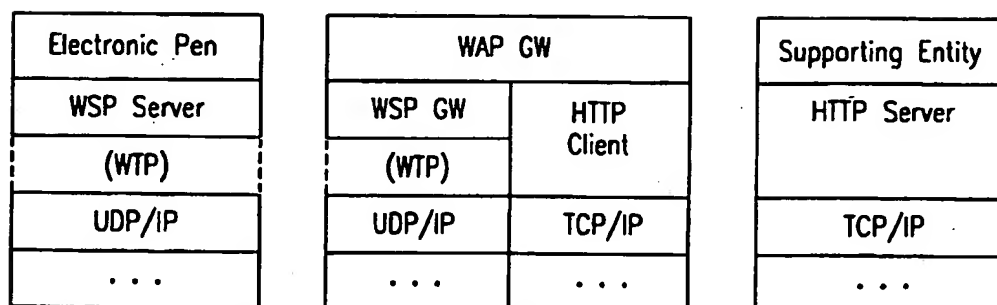 Electronic Pen
WSP Server
(WTP)
UDP/IP
. . .
WAP GW
WSP GW
(WTP)
UDP/IP
. . .
HTTP
Client
TCP/IP
. . .
Supporting Entity
HTTP Server
TCP/IP
. . .